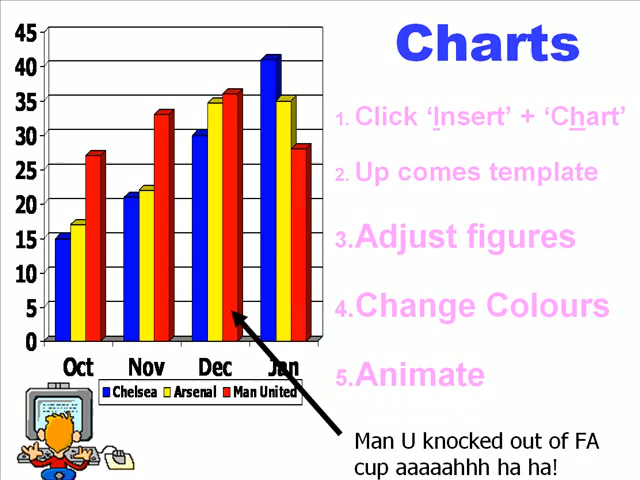 Charts
45
40
35
30
25
20
15
10
5
0
Oct Nov Dec Jan
Chelsea Arsenal Man United
1. Click ‘Insert’ + ‘Chart’
2. Up comes template
3. Adjust figures
4. Change Colours
5. Animate
Man U knocked out of FA
cup aaaaahhh ha ha!